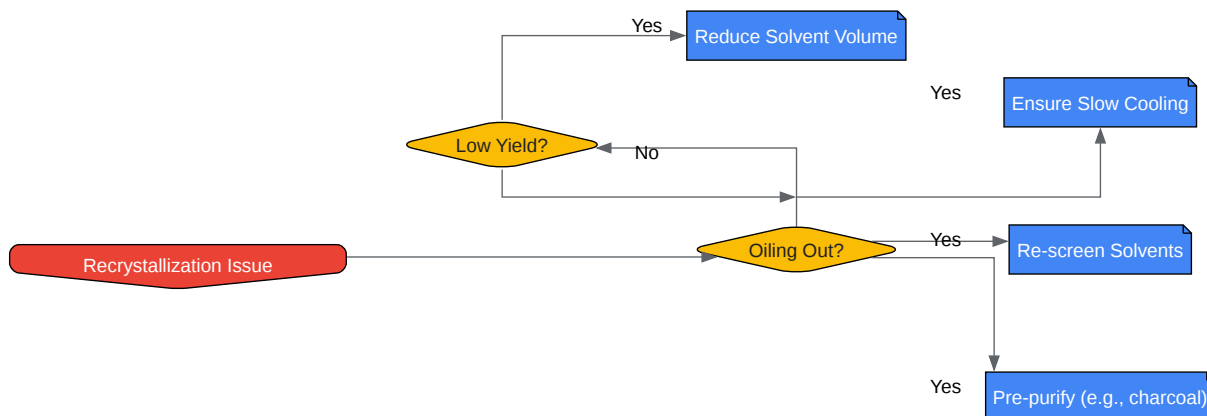 Yes
Reduce Solvent Volume
Yes
Ensure Slow Cooling
Low Yield?
No
Recrystallization Issue
Oiling Out?
Yes
Re-screen Solvents
Yes
Pre-purify (e.g., charcoal)